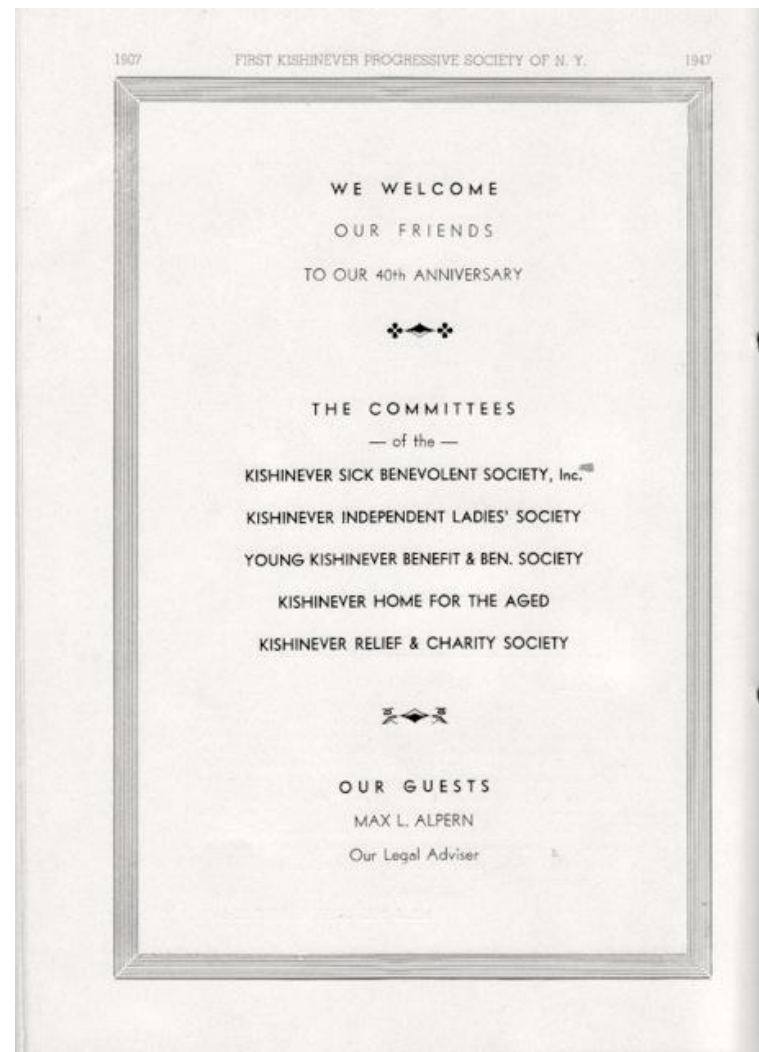 1907 FIRST KISHINEVER PROGRESSIVE SOCIETY OF N. Y. 1947
WE WELCOME
OUR FRIENDS
TO OUR 40th ANNIVERSARY
THE COMMITTEES
— of the —
KISHINEVER SICK BENEVOLENT SOCIETY, Inc.
KISHINEVER INDEPENDENT LADIES' SOCIETY
YOUNG KISHINEVER BENEFIT & BEN. SOCIETY
KISHINEVER HOME FOR THE AGED
KISHINEVER RELIEF & CHARITY SOCIETY
OUR GUESTS
MAX L. ALPERN
Our Legal Adviser